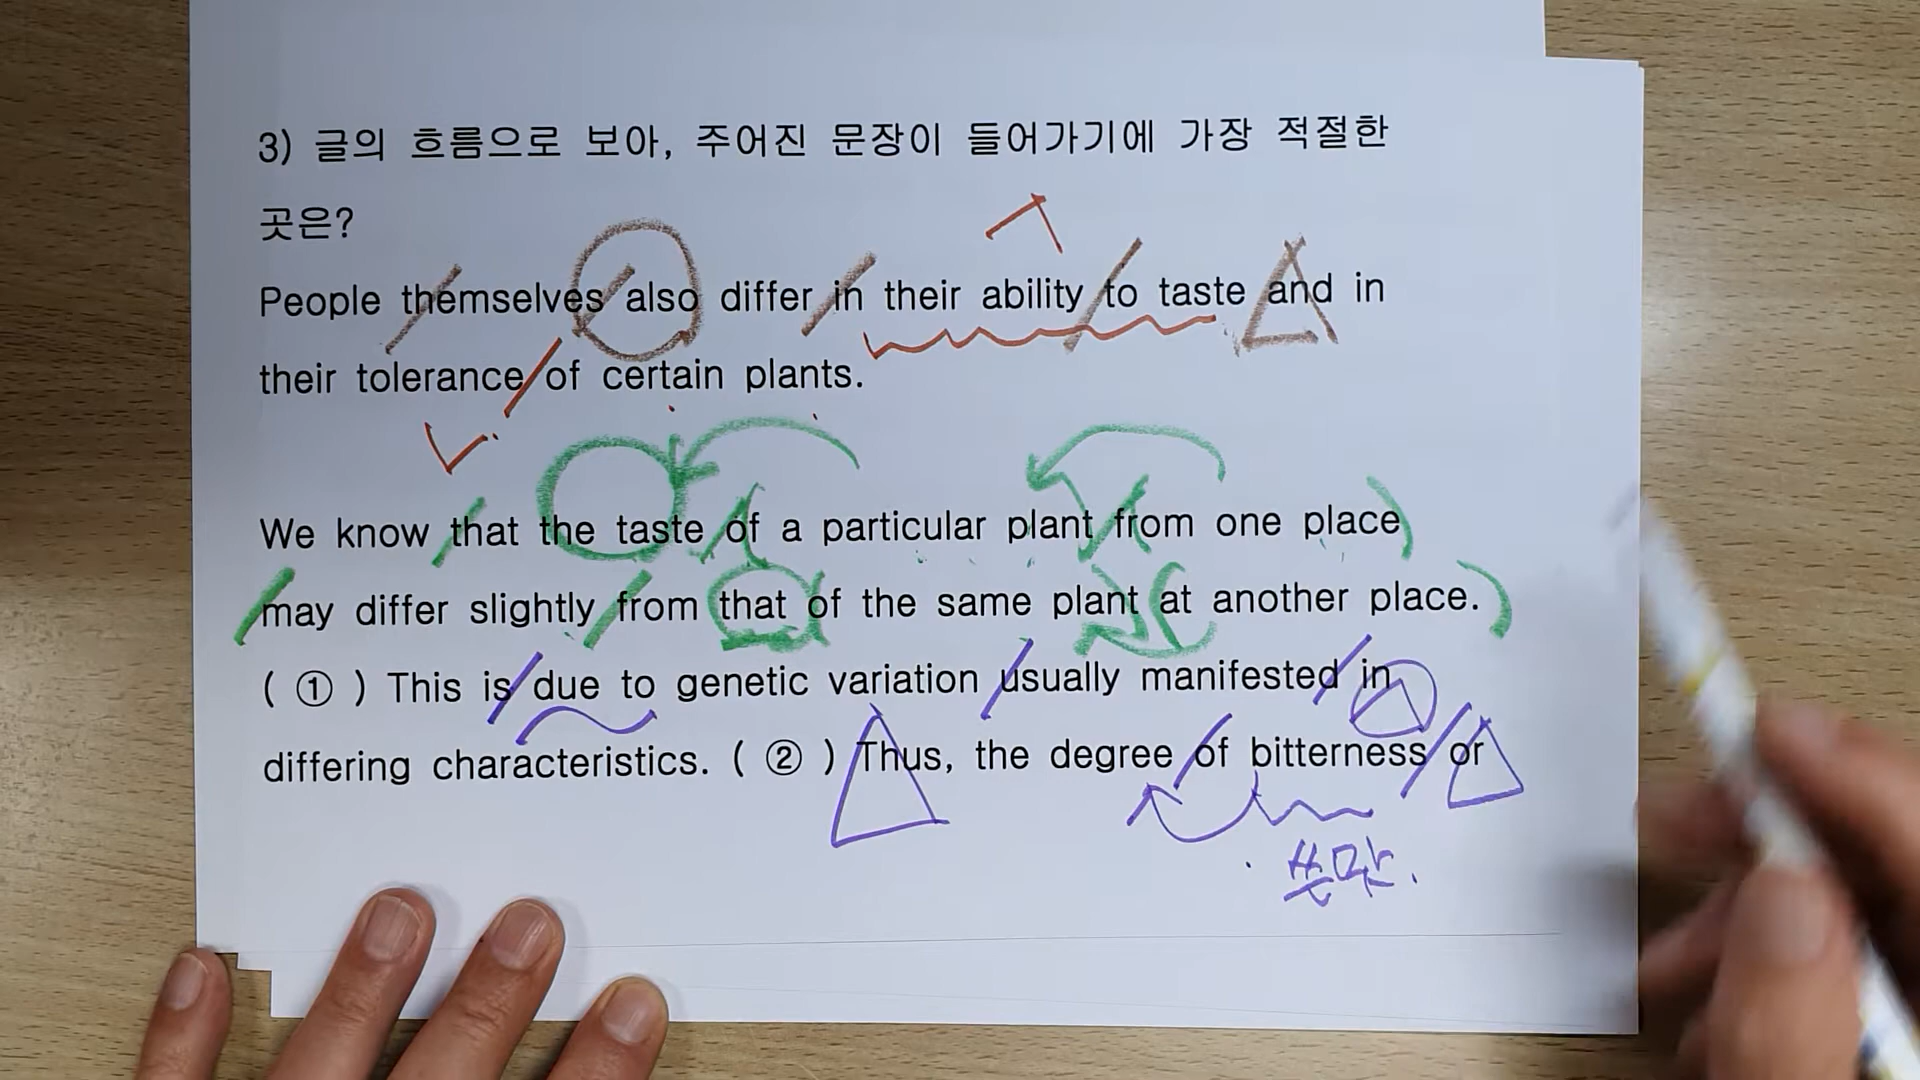 3) 글의 흐름으로 보아, 주어진 문장이 들어가기에 가장 적절한
곳은?
People themselves also differ in their ability to taste and in
their tolerance of certain plants.
We know that the taste of a particular plant from one place
may differ slightly from that of the same plant at another place.
( ① ) This is due to genetic variation usually manifested in
differing characteristics. ( ② ) Thus, the degree of bitterness or
쓴맛.